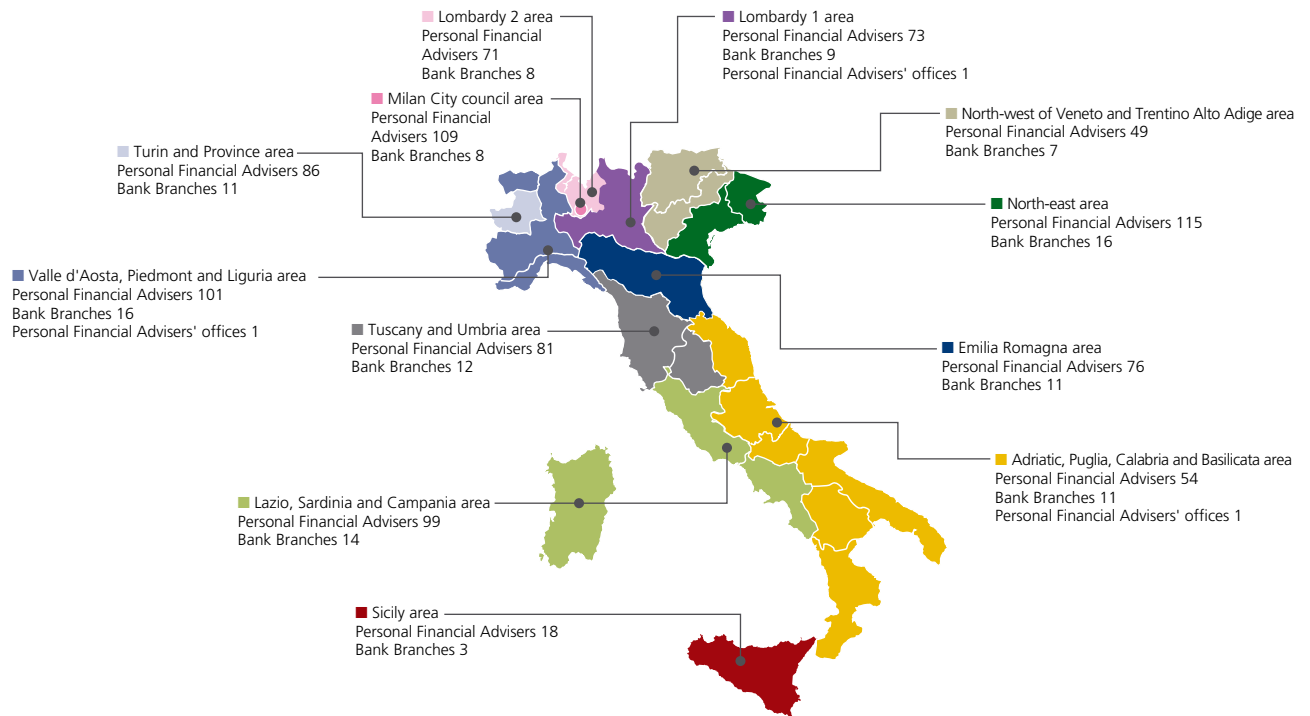 Lombardy 2 area
Personal Financial
Advisers 71
Bank Branches 8
Lombardy 1 area
Personal Financial Advisers 73
Bank Branches 9
Personal Financial Advisers' offices 1
Milan City council area
Personal Financial
Advisers 109
Bank Branches 8
North-west of Veneto and Trentino Alto Adige area
Personal Financial Advisers 49
Bank Branches 7
Turin and Province area
Personal Financial Advisers 86
Bank Branches 11
North-east area
Personal Financial Advisers 115
Bank Branches 16
Valle d'Aosta, Piedmont and Liguria area
Personal Financial Advisers 101
Bank Branches 16
Personal Financial Advisers' offices 1
Tuscany and Umbria area
Personal Financial Advisers 81
Bank Branches 12
Emilia Romagna area
Personal Financial Advisers 76
Bank Branches 11
Adriatic, Puglia, Calabria and Basilicata area
Personal Financial Advisers 54
Bank Branches 11
Personal Financial Advisers' offices 1
Lazio, Sardinia and Campania area
Personal Financial Advisers 99
Bank Branches 14
Sicily area
Personal Financial Advisers 18
Bank Branches 3